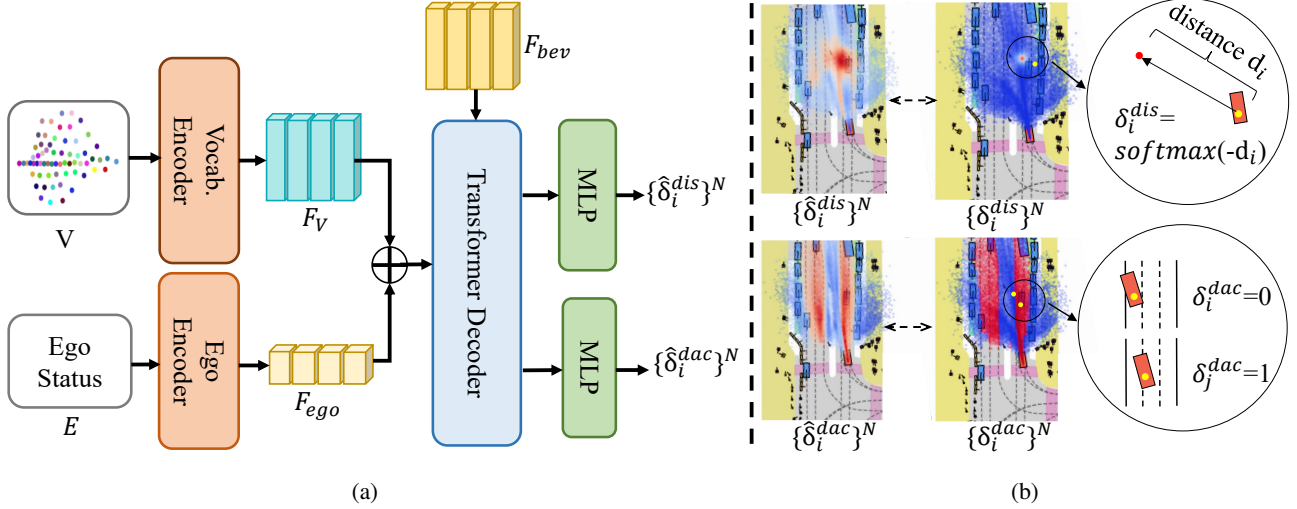 V
Vocab.
Encoder
F_V
Ego
Status
E
Ego
Encoder
F_ego
F_bev
Transformer Decoder
MLP
{δ̂_i^dis}^N
MLP
{δ̂_i^dac}^N
(a)
{δ̂_i^dis}^N
{δ_i^dis}^N
distance d_i
δ_i^dis=
softmax(-d_i)
{δ̂_i^dac}^N
{δ_i^dac}^N
δ_i^dac=0
δ_j^dac=1
(b)